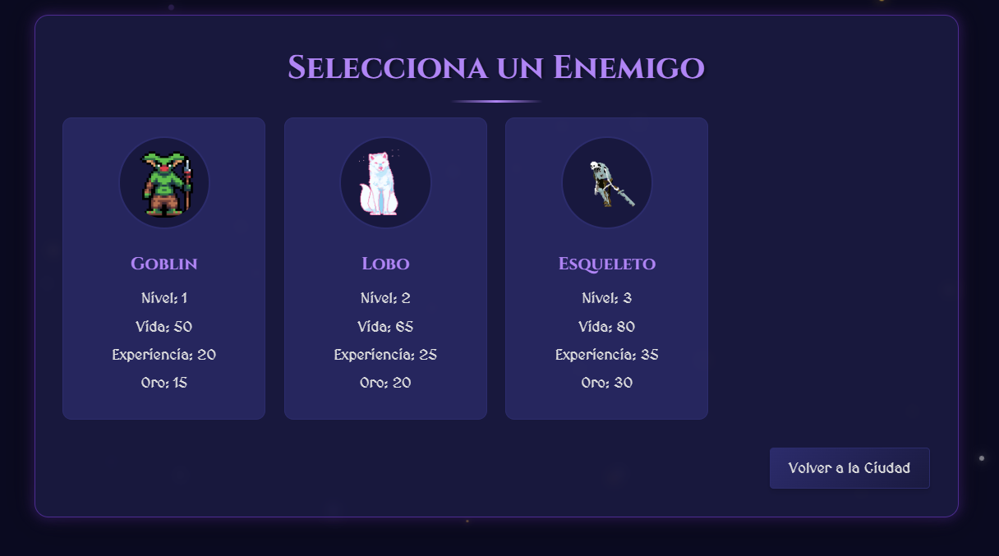 Selecciona un Enemigo
Goblin
Nivel: 1
Vida: 50
Experiencia: 20
Oro: 15
Lobo
Nivel: 2
Vida: 65
Experiencia: 25
Oro: 20
Esqueleto
Nivel: 3
Vida: 80
Experiencia: 35
Oro: 30
Volver a la Ciudad